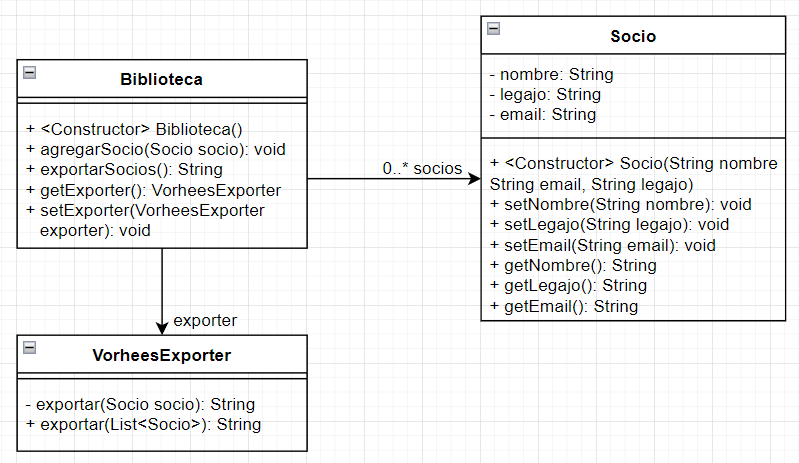 Biblioteca
+ <Constructor> Biblioteca()
+ agregarSocio(Socio socio): void
+ exportarSocios(): String
+ getExporter(): VorheesExporter
+ setExporter(VorheesExporter
exporter): void
0..* socios
Socio
- nombre: String
- legajo: String
- email: String
+ <Constructor> Socio(String nombre
String email, String legajo)
+ setNombre(String nombre): void
+ setLegajo(String legajo): void
+ setEmail(String email): void
+ getNombre(): String
+ getLegajo(): String
+ getEmail(): String
exporter
VorheesExporter
- exportar(Socio socio): String
+ exportar(List<Socio>): String